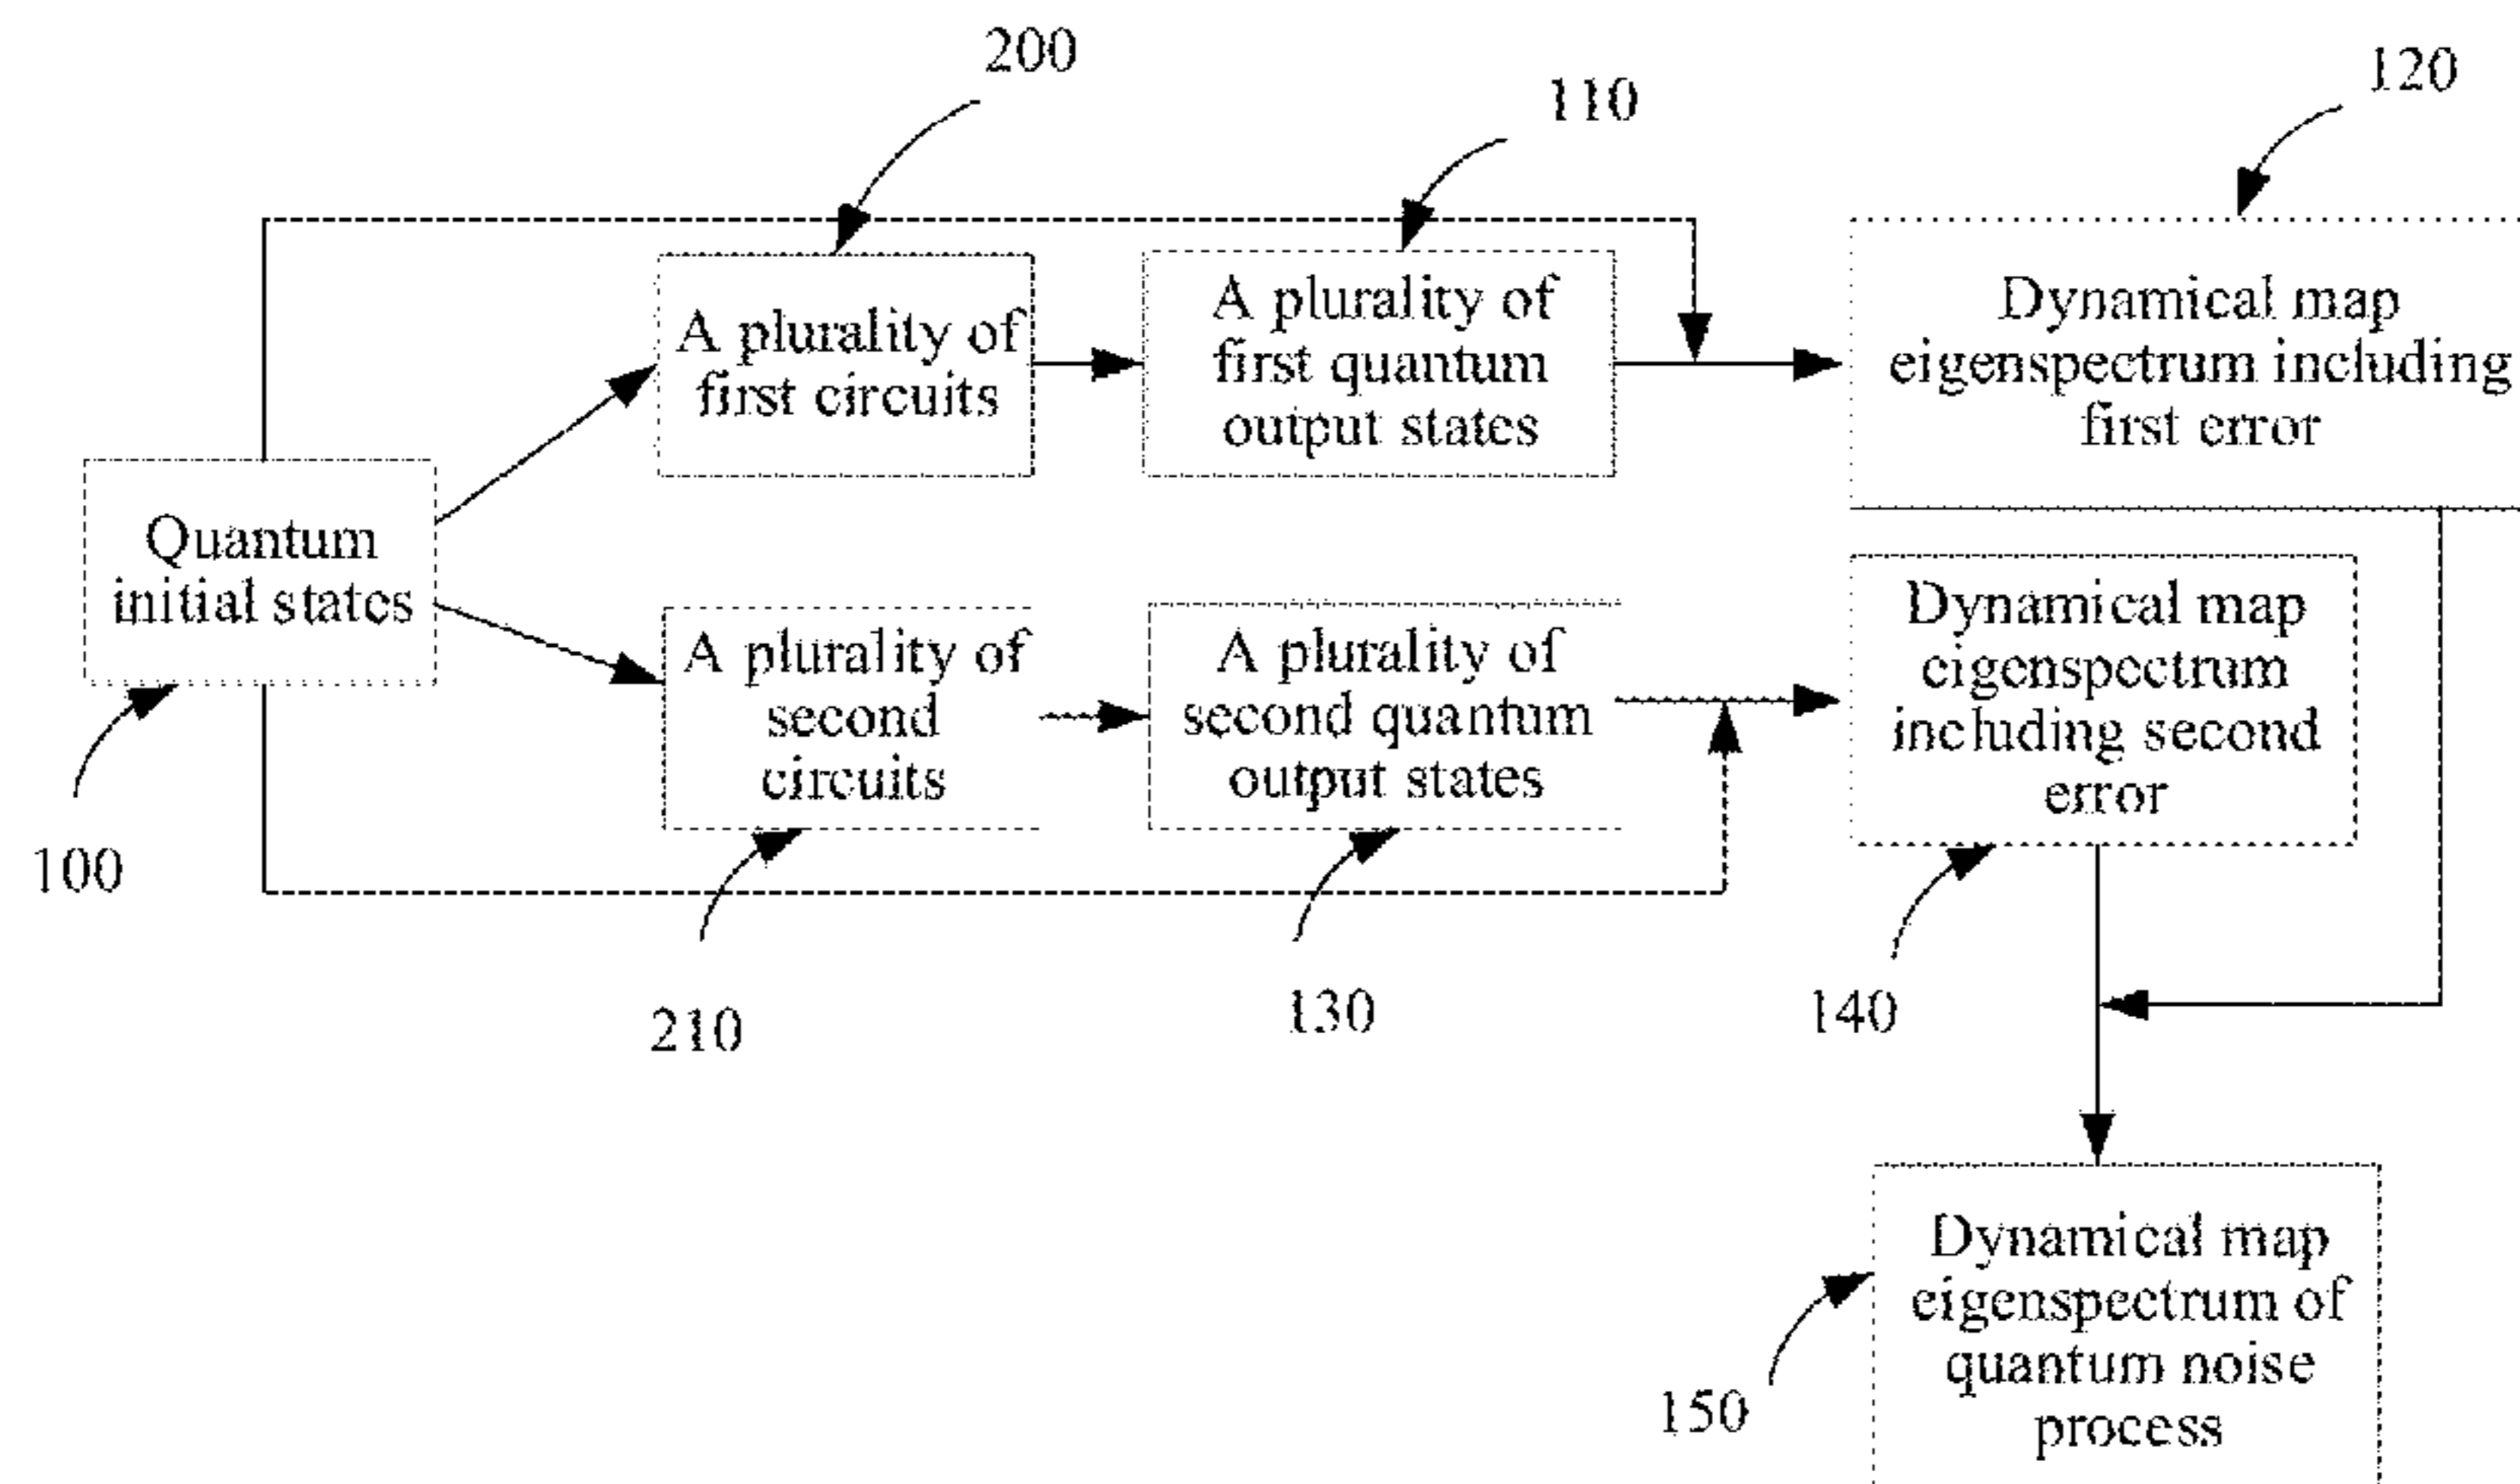 200
110
120
A plurality of
first circuits
A plurality of
first quantum
output states
Dynamical map
eigenspectrum including
first error
Quantum
initial states
100
A plurality of
second
circuits
210
A plurality of
second quantum
output states
130
Dynamical map
eigenspectrum
including second
error
140
Dynamical map
eigenspectrum of
quantum noise
process
150